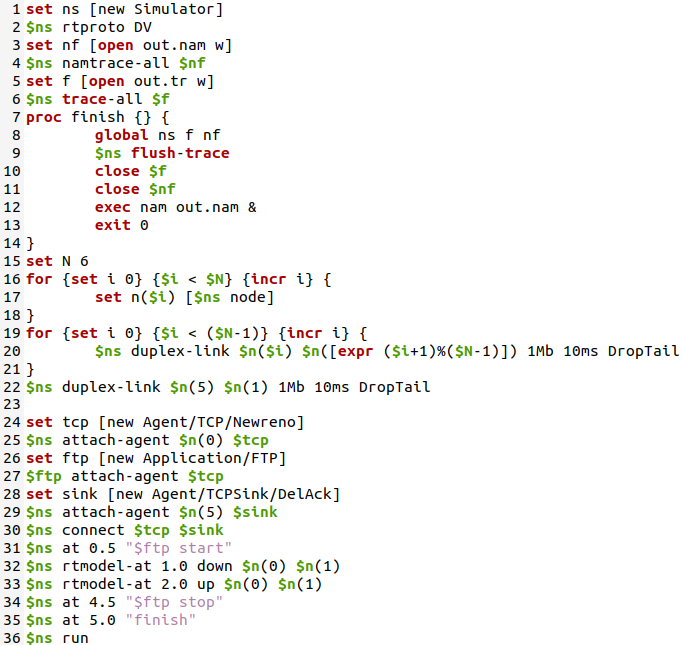 1 set ns [new Simulator]
2 $ns rtproto DV
3 set nf [open out.nam w]
4 $ns namtrace-all $nf
5 set f [open out.tr w]
6 $ns trace-all $f
7 proc finish {} {
8         global ns f nf
9         $ns flush-trace
10         close $f
11         close $nf
12         exec nam out.nam &
13         exit 0
14 }
15 set N 6
16 for {set i 0} {$i < $N} {incr i} {
17         set n($i) [$ns node]
18 }
19 for {set i 0} {$i < ($N-1)} {incr i} {
20         $ns duplex-link $n($i) $n([expr ($i+1)%($N-1)]) 1Mb 10ms DropTail
21 }
22 $ns duplex-link $n(5) $n(1) 1Mb 10ms DropTail
23
24 set tcp [new Agent/TCP/Newreno]
25 $ns attach-agent $n(0) $tcp
26 set ftp [new Application/FTP]
27 $ftp attach-agent $tcp
28 set sink [new Agent/TCPSink/DelAck]
29 $ns attach-agent $n(5) $sink
30 $ns connect $tcp $sink
31 $ns at 0.5 "$ftp start"
32 $ns rtmodel-at 1.0 down $n(0) $n(1)
33 $ns rtmodel-at 2.0 up $n(0) $n(1)
34 $ns at 4.5 "$ftp stop"
35 $ns at 5.0 "finish"
36 $ns run